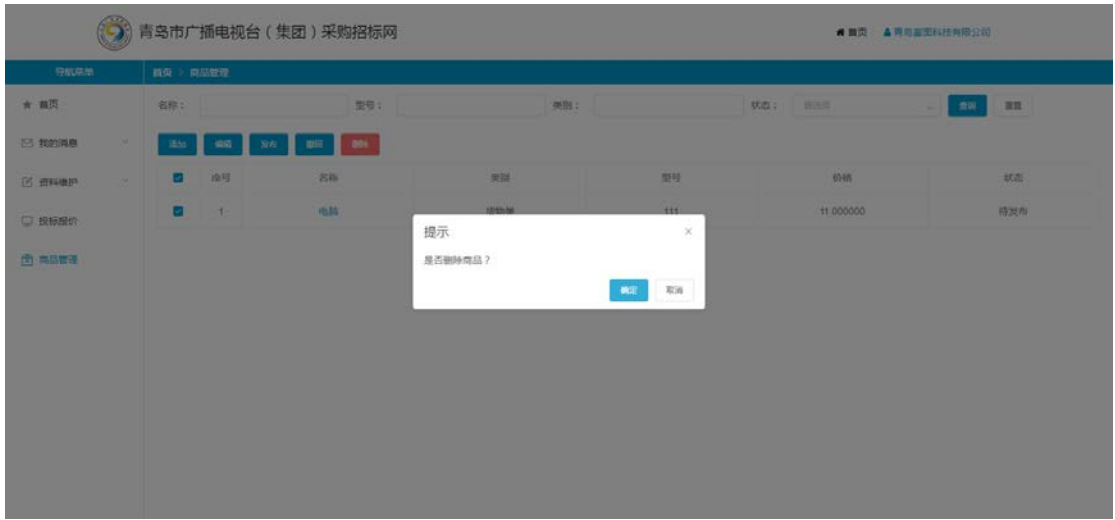 青岛市广播电视台（集团）采购招标网
首页
导航菜单
首页 > 商品管理
首页
名称：
型号：
类别：
状态：
请选择
查询
重置
我的消息
添加
编辑
发布
撤回
删除
资料维护
序号
名称
类别
型号
价格
状态
投标报价
1
电脑
111
11.000000
待发布
商品管理
提示
是否删除商品？
确定
取消